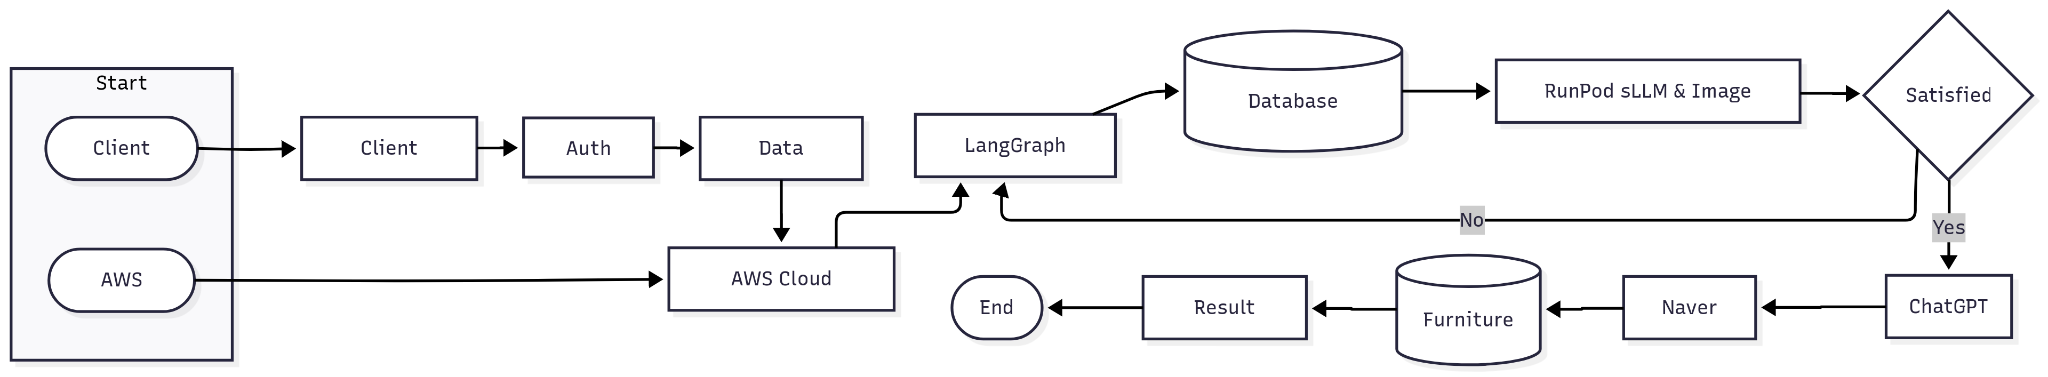 Start
Client
Client
Auth
Data
LangGraph
Database
RunPod sLLM & Image
Satisfied
No
Yes
AWS
AWS Cloud
End
Result
Furniture
Naver
ChatGPT